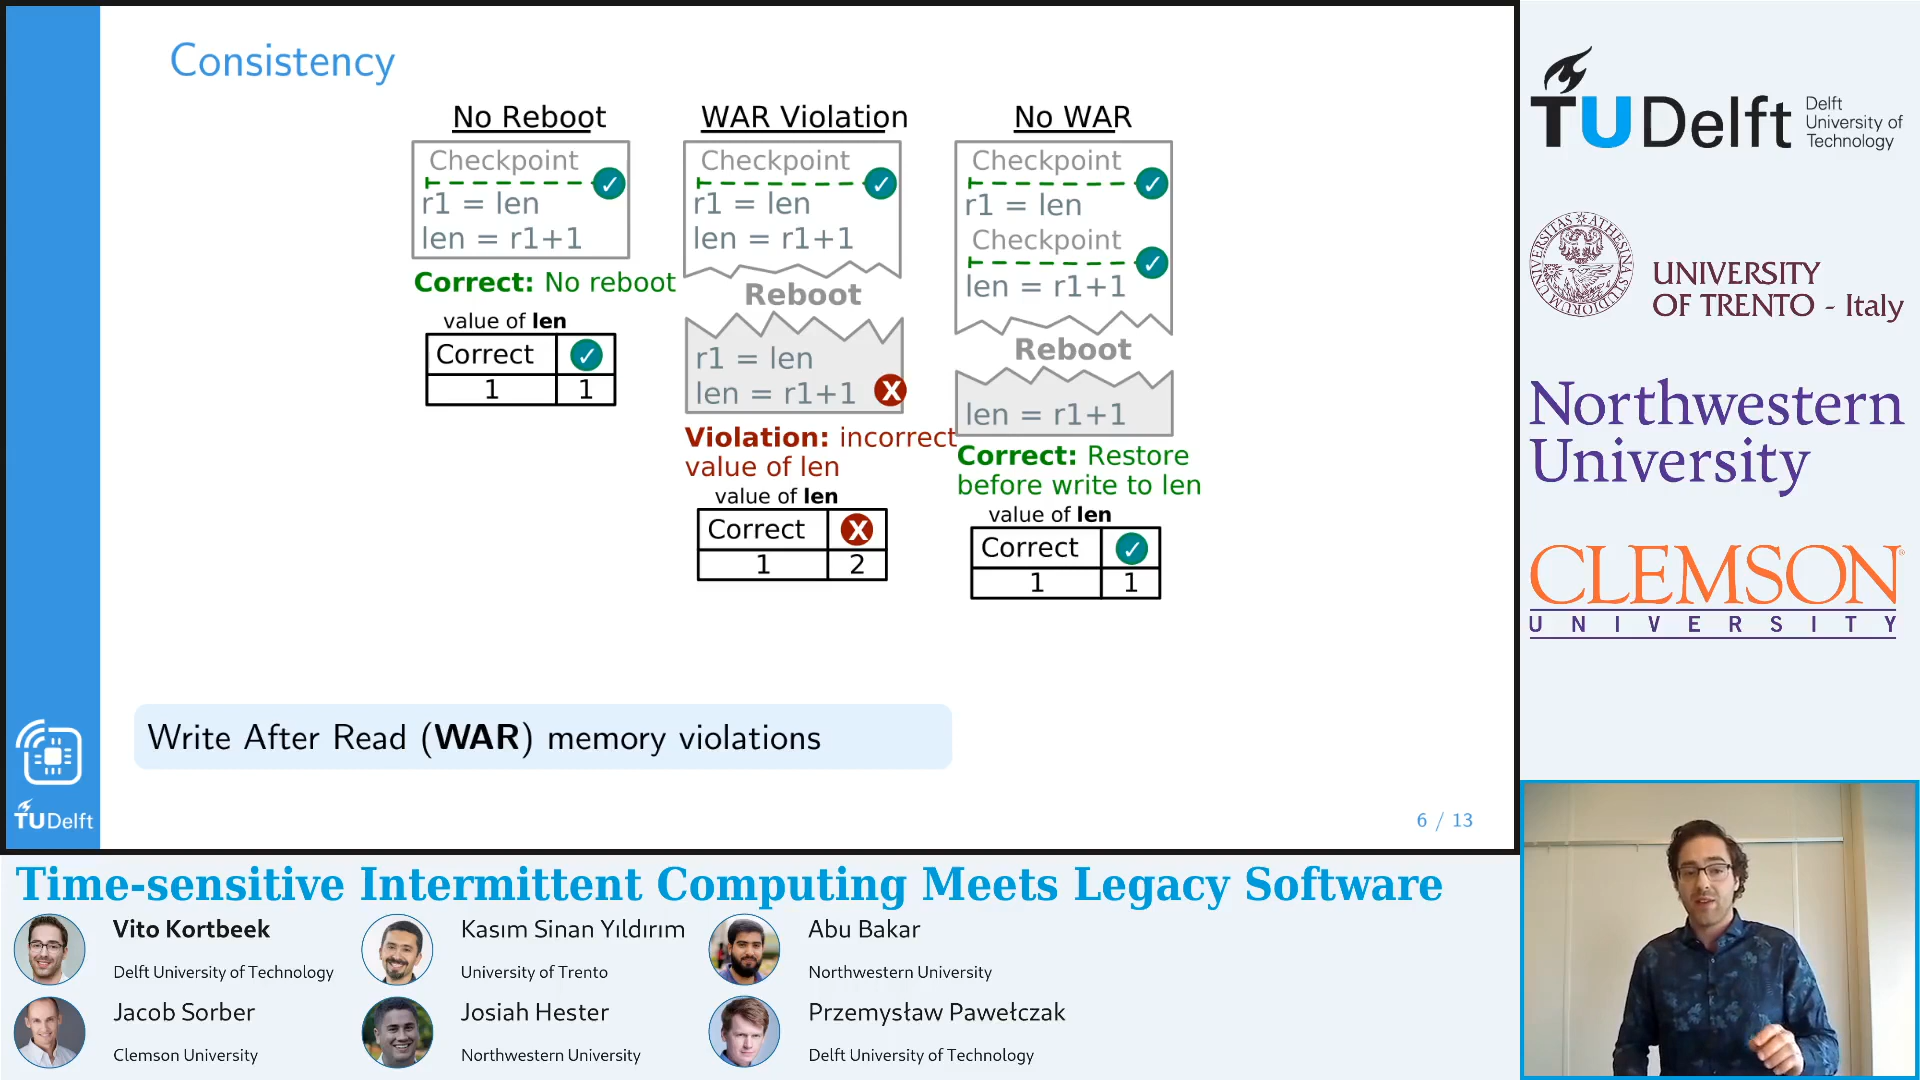 Consistency
No Reboot
Checkpoint
r1 = len
len = r1+1
Correct: No reboot
value of len
Correct ✓
1 1
WAR Violation
Checkpoint
r1 = len
len = r1+1
Reboot
r1 = len
len = r1+1 X
Violation: incorrect
value of len
value of len
Correct X
1 2
No WAR
Checkpoint
r1 = len
Checkpoint
len = r1+1
Reboot
len = r1+1
Correct: Restore
before write to len
value of len
Correct ✓
1 1
Write After Read (WAR) memory violations
TUDelft
6 / 13
TUDelft
Delft
University of
Technology
UNIVERSITY
OF TRENTO - Italy
Northwestern
University
CLEMSON
UNIVERSITY
Time-sensitive Intermittent Computing Meets Legacy Software
Vito Kortbeek
Delft University of Technology
Kasım Sinan Yıldırım
University of Trento
Abu Bakar
Northwestern University
Jacob Sorber
Clemson University
Josiah Hester
Northwestern University
Przemysław Pawełczak
Delft University of Technology